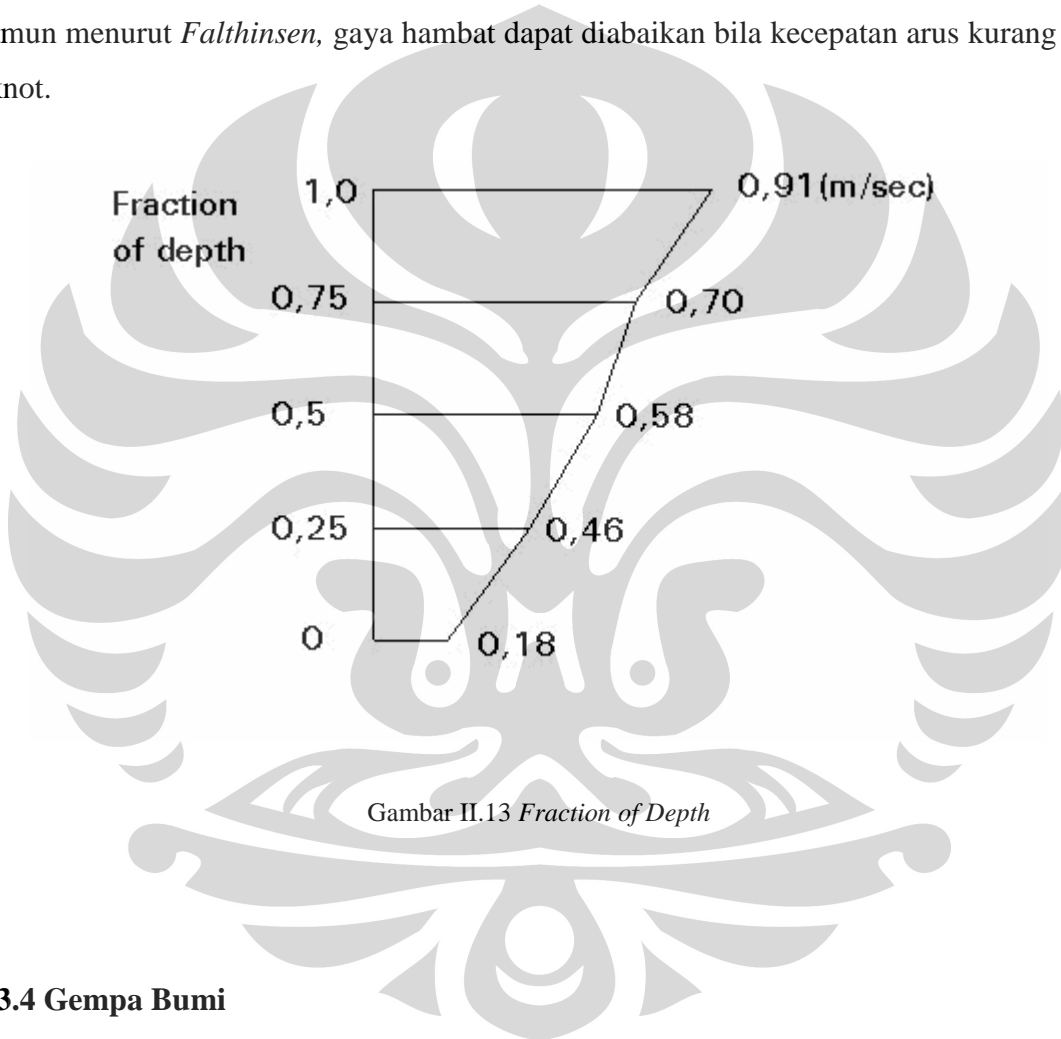 mun menurut Falthinsen, gaya hambat dapat diabaikan bila kecepatan arus kurang
not.
1,0
0,91(m/sec)
Fraction
of depth
0,75
0,70
0,5
0,58
0,25
0,46
0
0,18
Gambar II.13 Fraction of Depth
3.4 Gempa Bumi